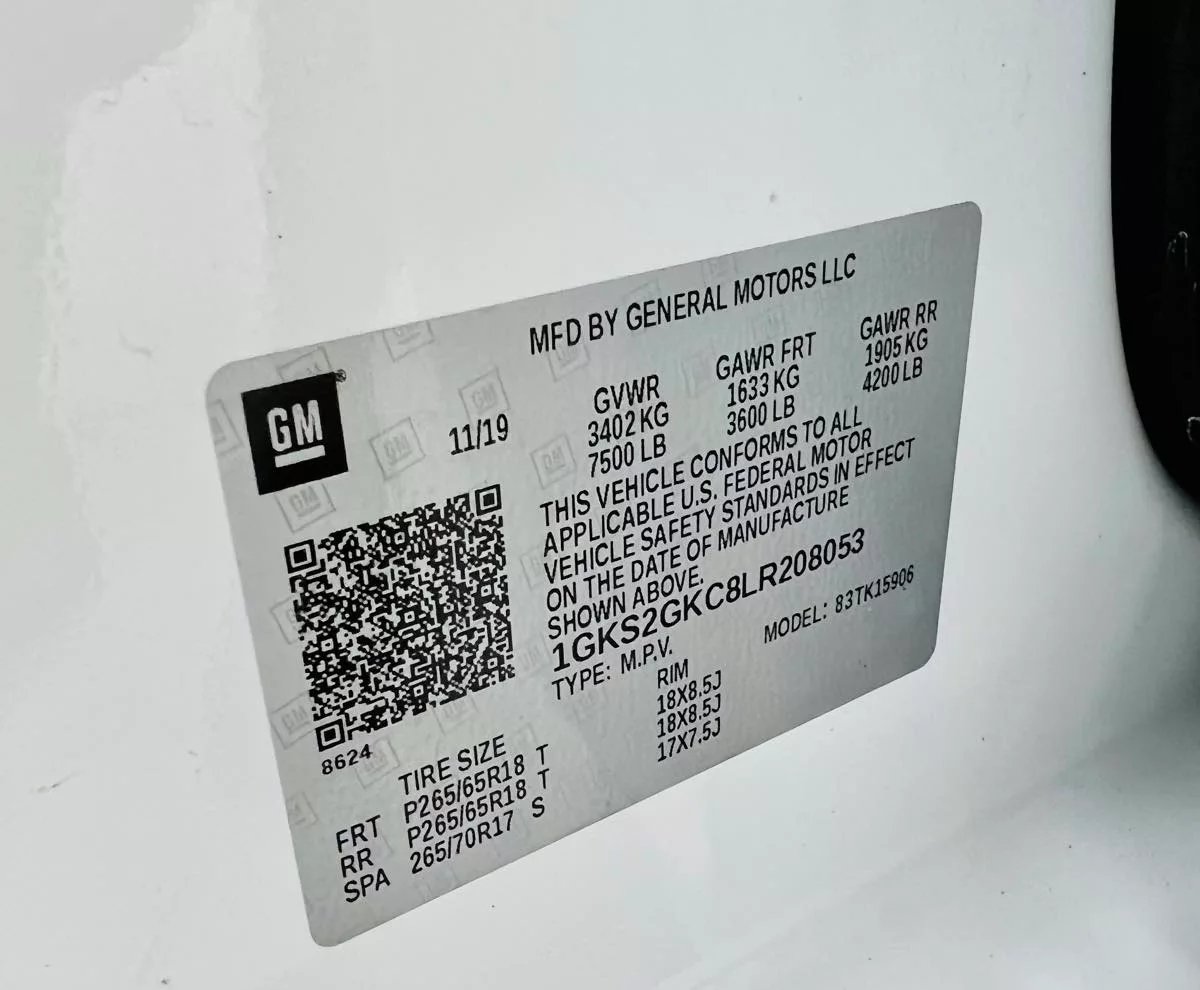 MFD BY GENERAL MOTORS LLC
GM®
11/19
GVWR GAWR FRT GAWR RR
3402 KG 1633 KG 1905 KG
7500 LB 3600 LB 4200 LB
THIS VEHICLE CONFORMS TO ALL
APPLICABLE U.S. FEDERAL MOTOR
VEHICLE SAFETY STANDARDS IN EFFECT
ON THE DATE OF MANUFACTURE
SHOWN ABOVE.
1GKS2GKC8LR208053
TYPE: M.P.V. MODEL: 83TK15906
8624
TIRE SIZE RIM
FRT P265/65R18 T 18X8.5J
RR P265/65R18 T 18X8.5J
SPA 265/70R17 S 17X7.5J